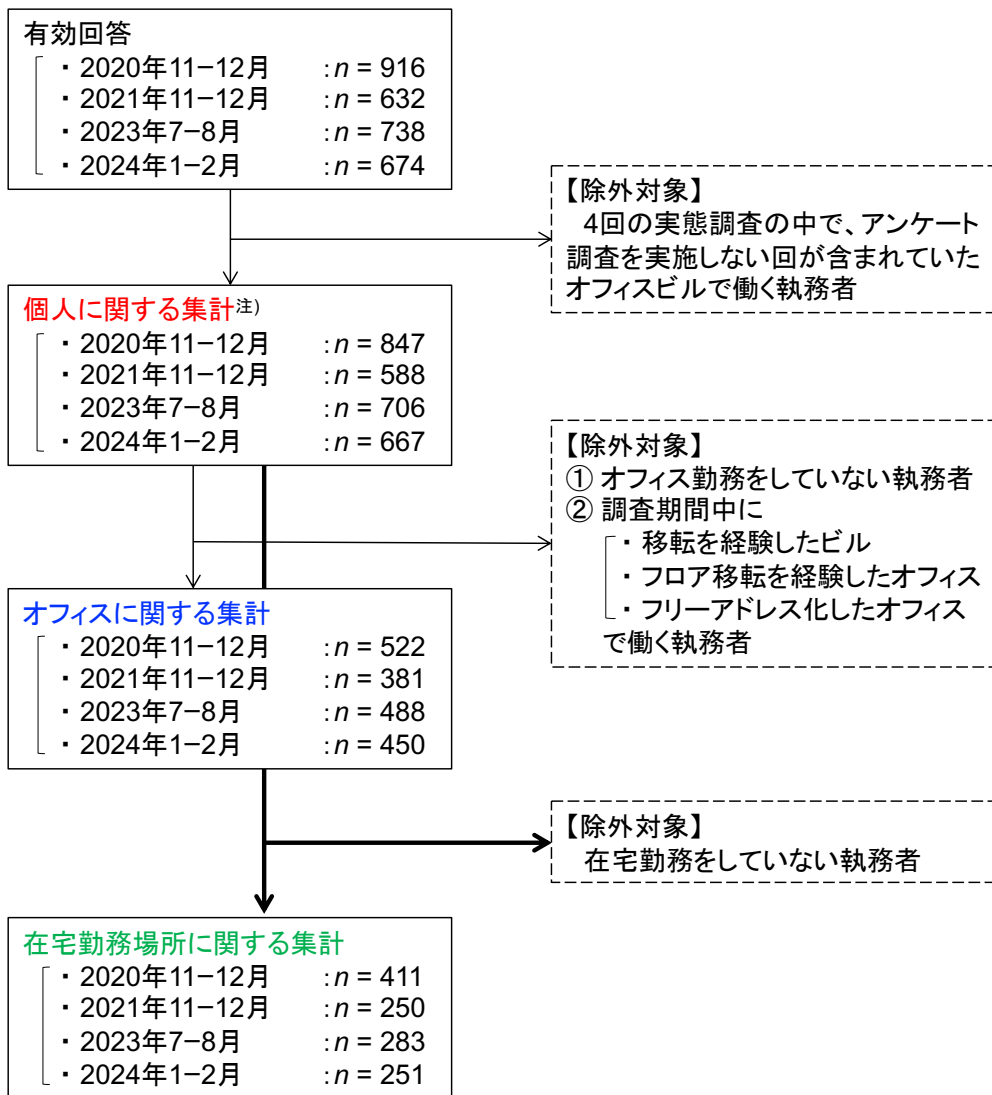 有効回答
・ 2020年11−12月 :n = 916
・ 2021年11−12月 :n = 632
・ 2023年7−8月 :n = 738
・ 2024年1−2月 :n = 674
【除外対象】
4回の実態調査の中で、アンケート
調査を実施しない回が含まれていた
オフィスビルで働く執務者
個人に関する集計注)
・ 2020年11−12月 :n = 847
・ 2021年11−12月 :n = 588
・ 2023年7−8月 :n = 706
・ 2024年1−2月 :n = 667
【除外対象】
① オフィス勤務をしていない執務者
② 調査期間中に
・ 移転を経験したビル
・ フロア移転を経験したオフィス
・ フリーアドレス化したオフィス
で働く執務者
オフィスに関する集計
・ 2020年11−12月 :n = 522
・ 2021年11−12月 :n = 381
・ 2023年7−8月 :n = 488
・ 2024年1−2月 :n = 450
【除外対象】
在宅勤務をしていない執務者
在宅勤務場所に関する集計
・ 2020年11−12月 :n = 411
・ 2021年11−12月 :n = 250
・ 2023年7−8月 :n = 283
・ 2024年1−2月 :n = 251